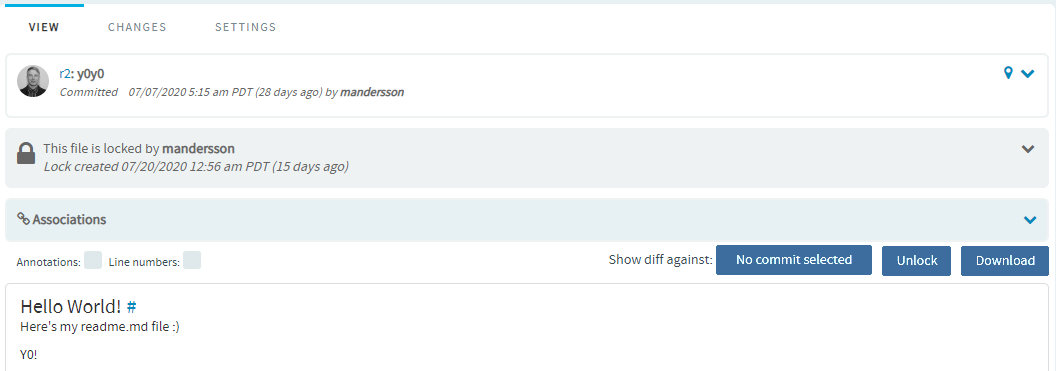 VIEW CHANGES SETTINGS
r2: y0y0
Committed 07/07/2020 5:15 am PDT (28 days ago) by mandersson
This file is locked by mandersson
Lock created 07/20/2020 12:56 am PDT (15 days ago)
Associations
Annotations: Line numbers: Show diff against: No commit selected Unlock Download
Hello World! #
Here's my readme.md file :)
Y0!